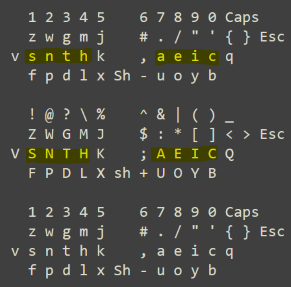 1 2 3 4 5 6 7 8 9 0 Caps
z w g m j # . / " ' { } Esc
v s n t h k , a e i c q
f p d l x Sh - u o y b
! @ ? \ % ^ & | ( ) _
Z W G M J $ : * [ ] < > Esc
V S N T H K ; A E I C Q
F P D L X sh + U O Y B
1 2 3 4 5 6 7 8 9 0 Caps
z w g m j # . / " ' { } Esc
v s n t h k , a e i c q
f p d l x Sh - u o y b